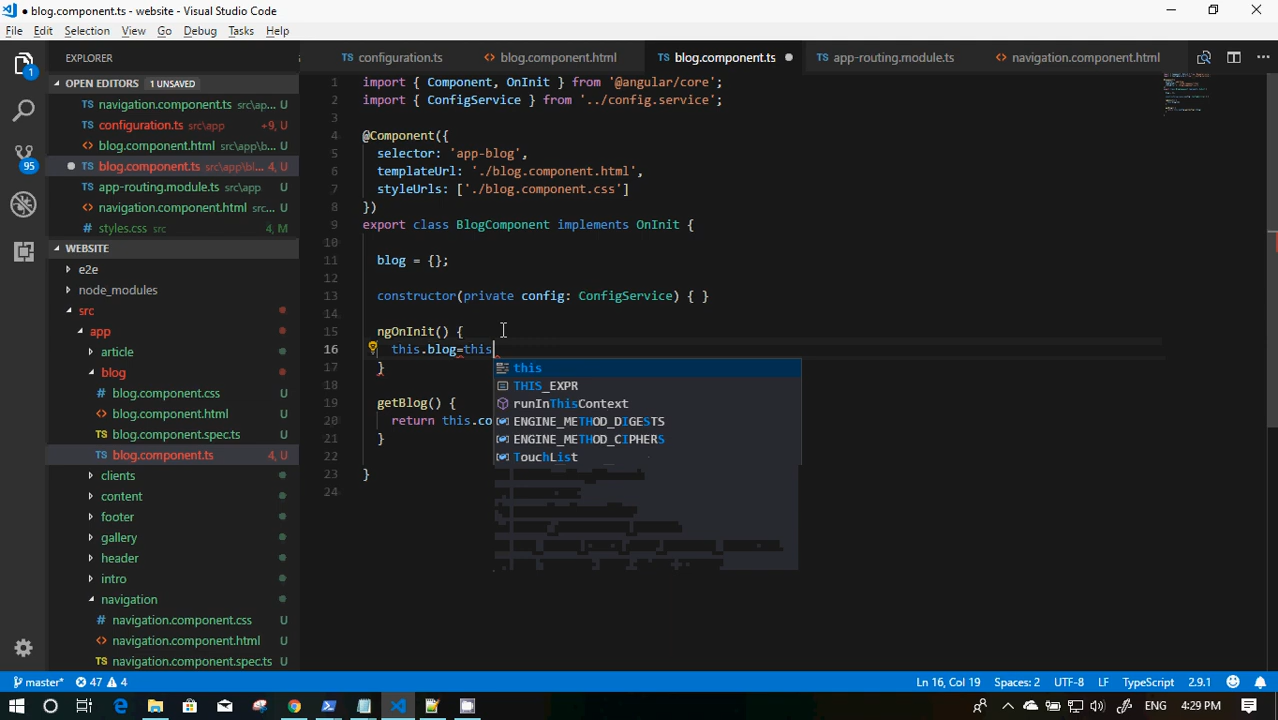 blog.component.ts - website - Visual Studio Code
File Edit Selection View Go Debug Tasks Help
EXPLORER
configuration.ts blog.component.html blog.component.ts app-routing.module.ts navigation.component.html
1
OPEN EDITORS 1 UNSAVED
navigation.component.ts src\ap... U
configuration.ts src\app +9, U
blog.component.html src\app... U
blog.component.ts src\app\bl... 4, U
app-routing.module.ts src\app U
navigation.component.html src... U
styles.css src 4, M
95
WEBSITE
e2e
node_modules
src
app
article
blog
blog.component.css U
blog.component.html U
blog.component.spec.ts U
blog.component.ts 4, U
clients
content
footer
gallery
header
intro
navigation
navigation.component.css U
navigation.component.html U
navigation.component.spec.ts U
1 import { Component, OnInit } from '@angular/core';
2 import { ConfigService } from '../config.service';
3
4 @Component({
5 selector: 'app-blog',
6 templateUrl: './blog.component.html',
7 styleUrls: ['./blog.component.css']
8 })
9 export class BlogComponent implements OnInit {
10
11 blog = {};
12
13 constructor(private config: ConfigService) { }
14
15 ngOnInit() {
16 this.blog=this
17 }
18
19 getBlog() {
20 return this.co
21 }
22
23 }
24
this
THIS_EXPR
runInThisContext
ENGINE_METHOD_DIGESTS
ENGINE_METHOD_CIPHERS
TouchList
master* 47 4 Ln 16, Col 19 Spaces: 2 UTF-8 LF TypeScript 2.9.1
ENG 4:29 PM